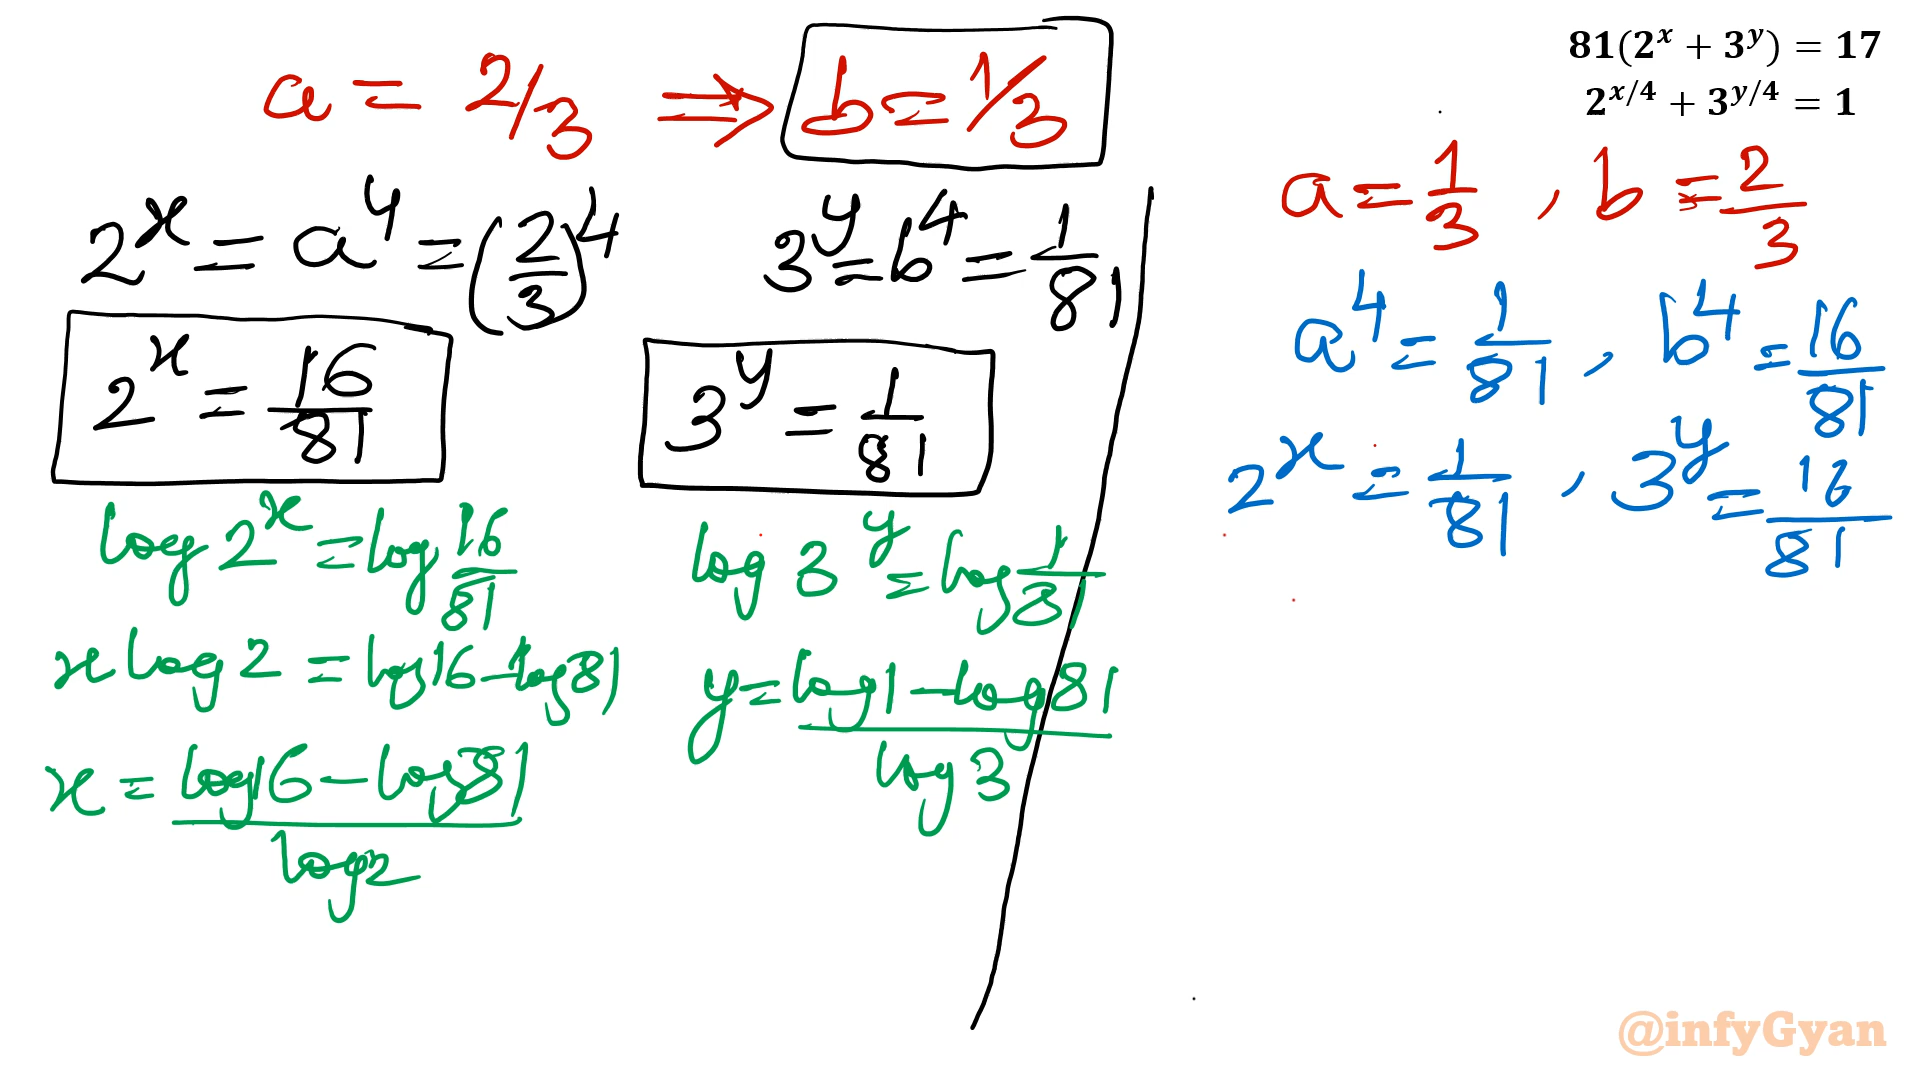 81(2^x + 3^y) = 17
2^{x/4} + 3^{y/4} = 1
a = 2/3 ⇒ b = 1/3
2^x = a^4 = (2/3)^4
3^y = b^4 = 1/81
2^x = 16/81
3^y = 1/81
log 2^x = log 16/81
x log 2 = log 16 - log 81
x = (log 16 - log 81)/log 2
log 3^y = log 1/81
y = (log 1 - log 81)/log 3
a = 1/3 , b = 2/3
a^4 = 1/81 , b^4 = 16/81
2^x = 1/81 , 3^y = 16/81
@infyGyan